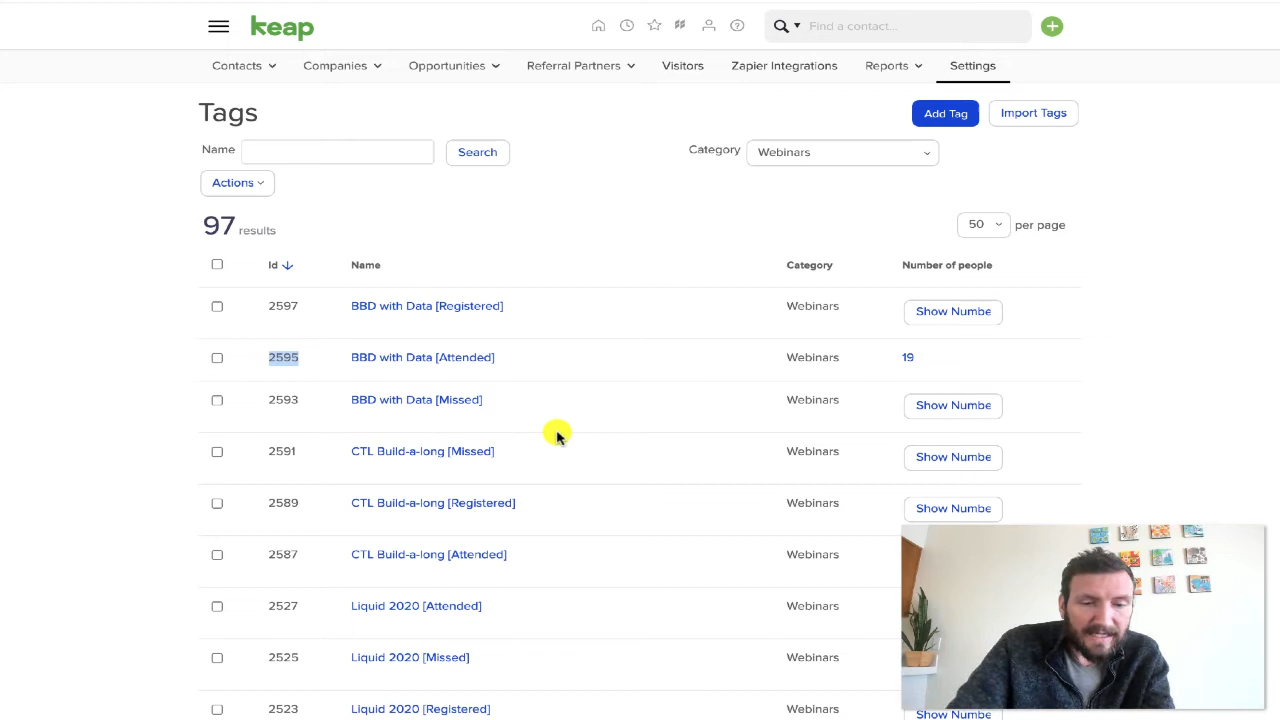 keap
Find a contact...
Contacts
Companies
Opportunities
Referral Partners
Visitors
Zapier Integrations
Reports
Settings
Tags
Add Tag
Import Tags
Name
Search
Category
Webinars
Actions
97 results
50
per page
Id
Name
Category
Number of people
2597 BBD with Data [Registered] Webinars Show Numbe
2595 BBD with Data [Attended] Webinars 19
2593 BBD with Data [Missed] Webinars Show Numbe
2591 CTL Build-a-long [Missed] Webinars Show Numbe
2589 CTL Build-a-long [Registered] Webinars Show Numbe
2587 CTL Build-a-long [Attended] Webinars
2527 Liquid 2020 [Attended] Webinars
2525 Liquid 2020 [Missed] Webinars
2523 Liquid 2020 [Registered] Webinars Show Numbe